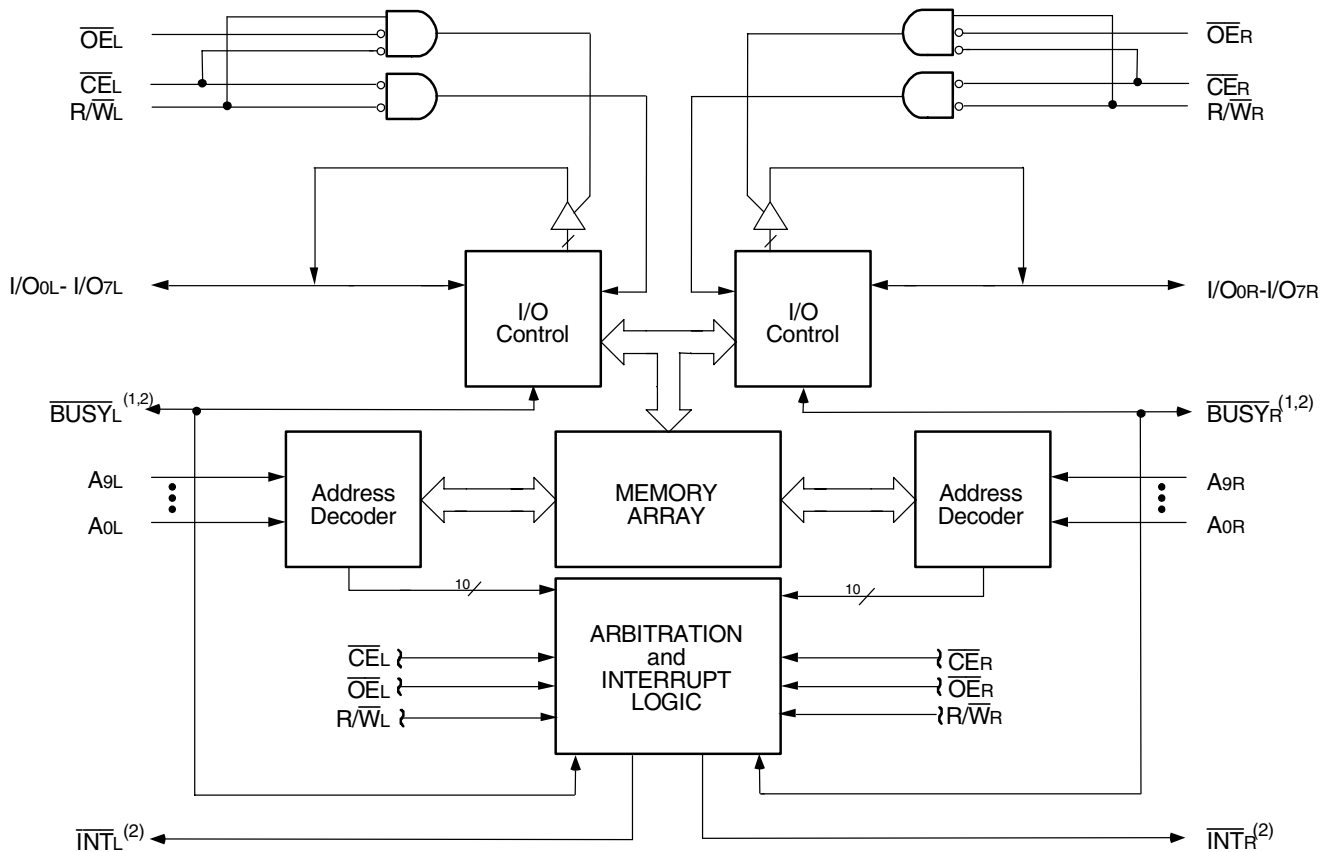 OEL
OER
CEL
CER
R/WL
R/WR
I/O0L- I/O7L
I/O
Control
I/O
Control
I/O0R-I/O7R
BUSYL(1,2)
BUSYR(1,2)
A9L
A0L
Address
Decoder
MEMORY
ARRAY
Address
Decoder
A9R
A0R
10
10
ARBITRATION
and
INTERRUPT
LOGIC
CEL
OEL
R/WL
CER
OER
R/WR
INTL(2)
INTR(2)